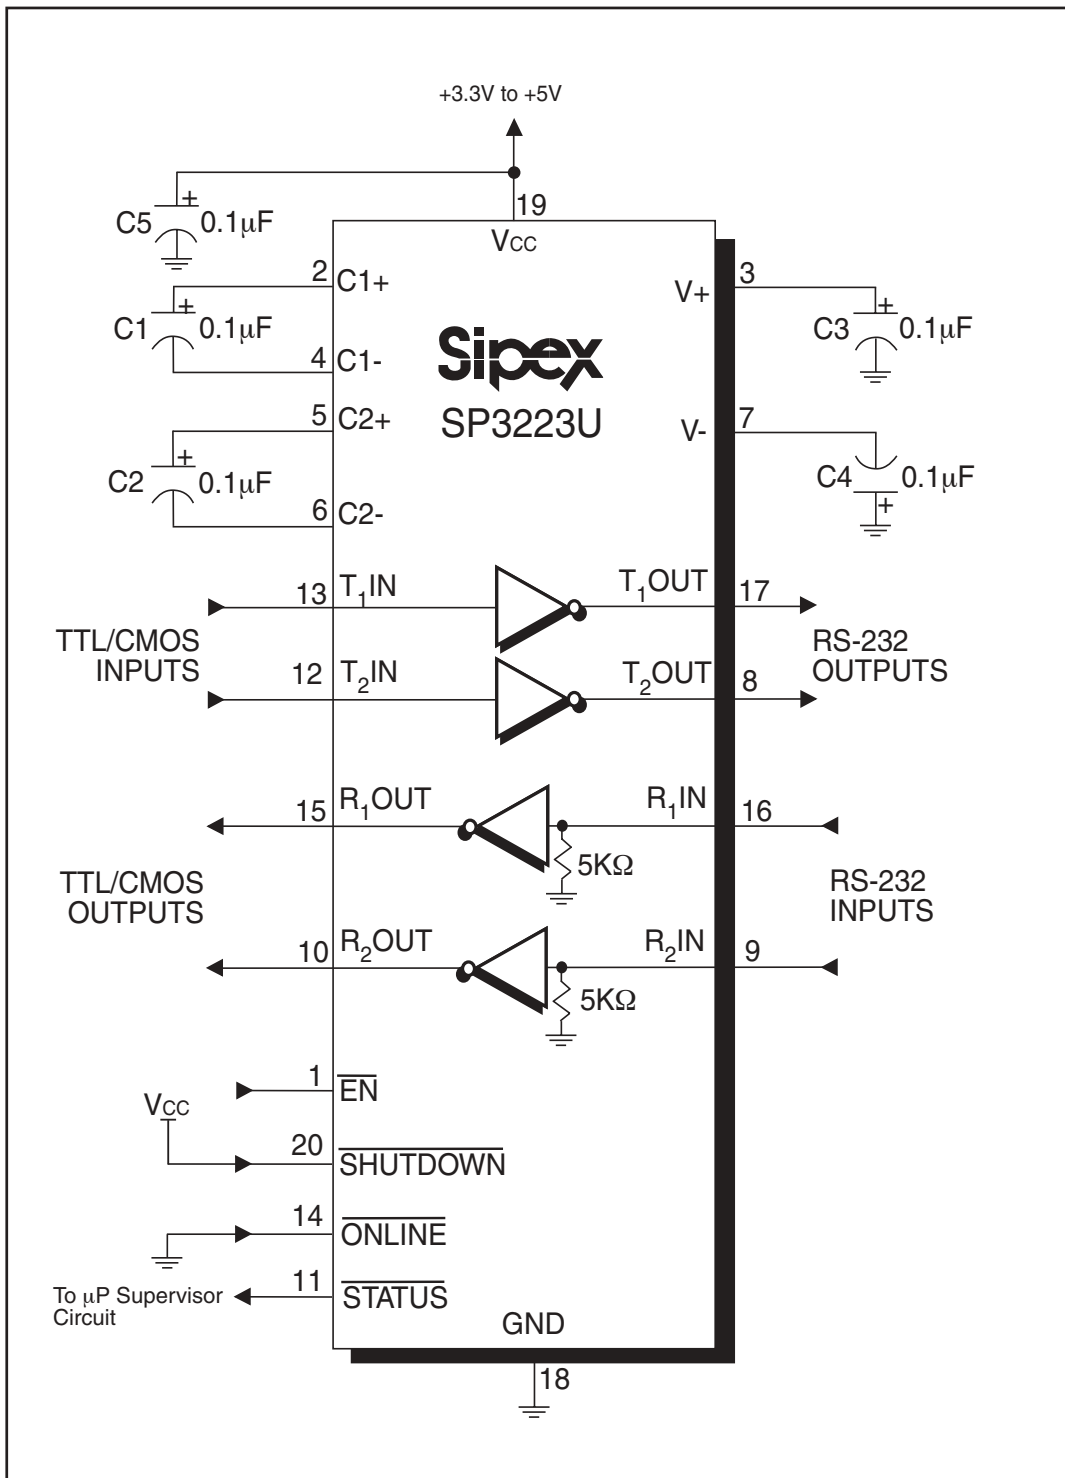 +3.3V to +5V
19
VCC
C5
+
0.1μF
2
C1+
C1
+
0.1μF
4
C1-
5
C2+
C2
+
0.1μF
6
C2-
Sipex
SP3223U
V+
3
C3
+
0.1μF
V-
7
C4
0.1μF
+
TTL/CMOS
INPUTS
13
T1IN
T1OUT
17
12
T2IN
T2OUT
8
RS-232
OUTPUTS
TTL/CMOS
OUTPUTS
15
R1OUT
R1IN
16
5KΩ
10
R2OUT
R2IN
9
5KΩ
RS-232
INPUTS
1
EN
VCC
20
SHUTDOWN
14
ONLINE
To μP Supervisor
Circuit
11
STATUS
GND
18